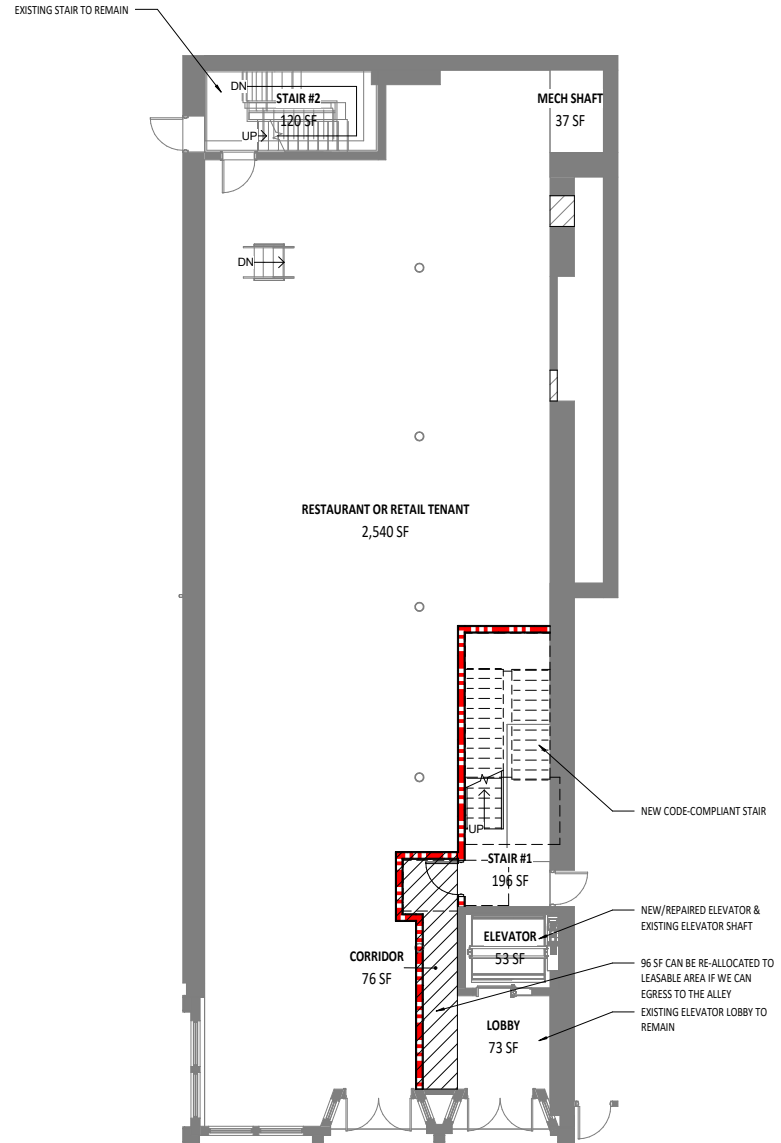 EXISTING STAIR TO REMAIN
DN
STAIR #2
120 SF
UP
MECH SHAFT
37 SF
DN
RESTAURANT OR RETAIL TENANT
2,540 SF
NEW CODE-COMPLIANT STAIR
UP
STAIR #1
196 SF
NEW/REPAIRED ELEVATOR &
EXISTING ELEVATOR SHAFT
ELEVATOR
53 SF
CORRIDOR
76 SF
96 SF CAN BE RE-ALLOCATED TO
LEASABLE AREA IF WE CAN
EGRESS TO THE ALLEY
EXISTING ELEVATOR LOBBY TO
REMAIN
LOBBY
73 SF